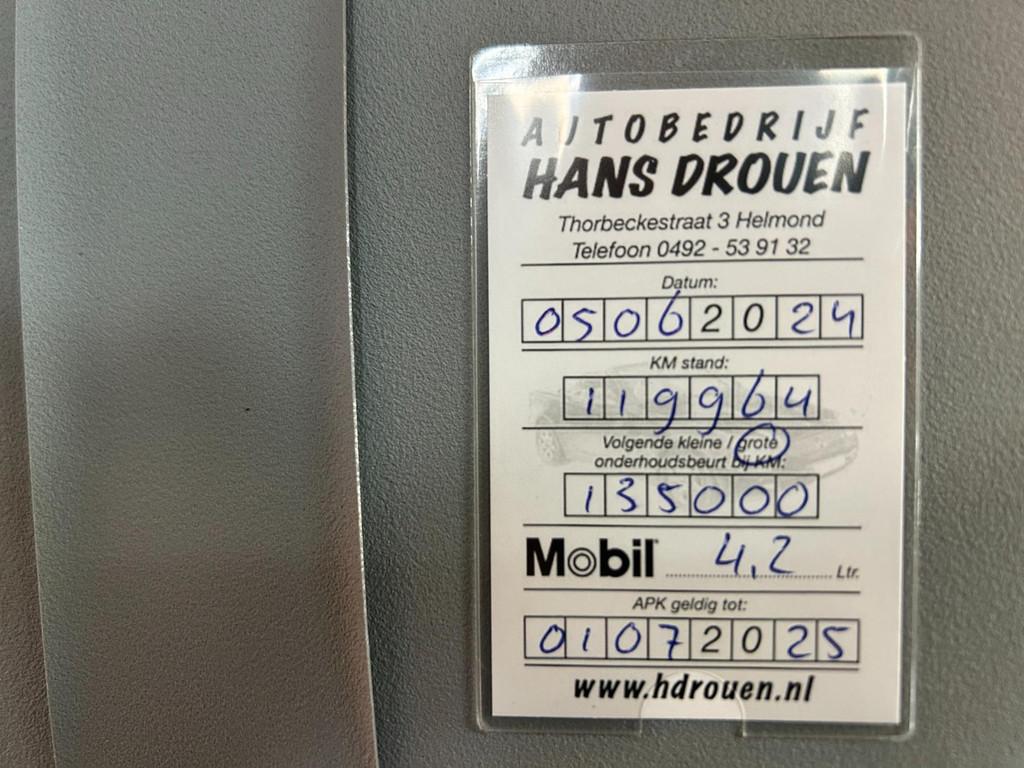 AUTOBEDRIJF
HANS DROUEN
Thorbeckestraat 3 Helmond
Telefoon 0492 - 53 91 32
Datum:
05062024
KM stand:
119964
Volgende kleine / grote
onderhoudsbeurt bij KM:
135000
Mobil 4,2 Ltr.
APK geldig tot:
01072025
www.hdrouen.nl